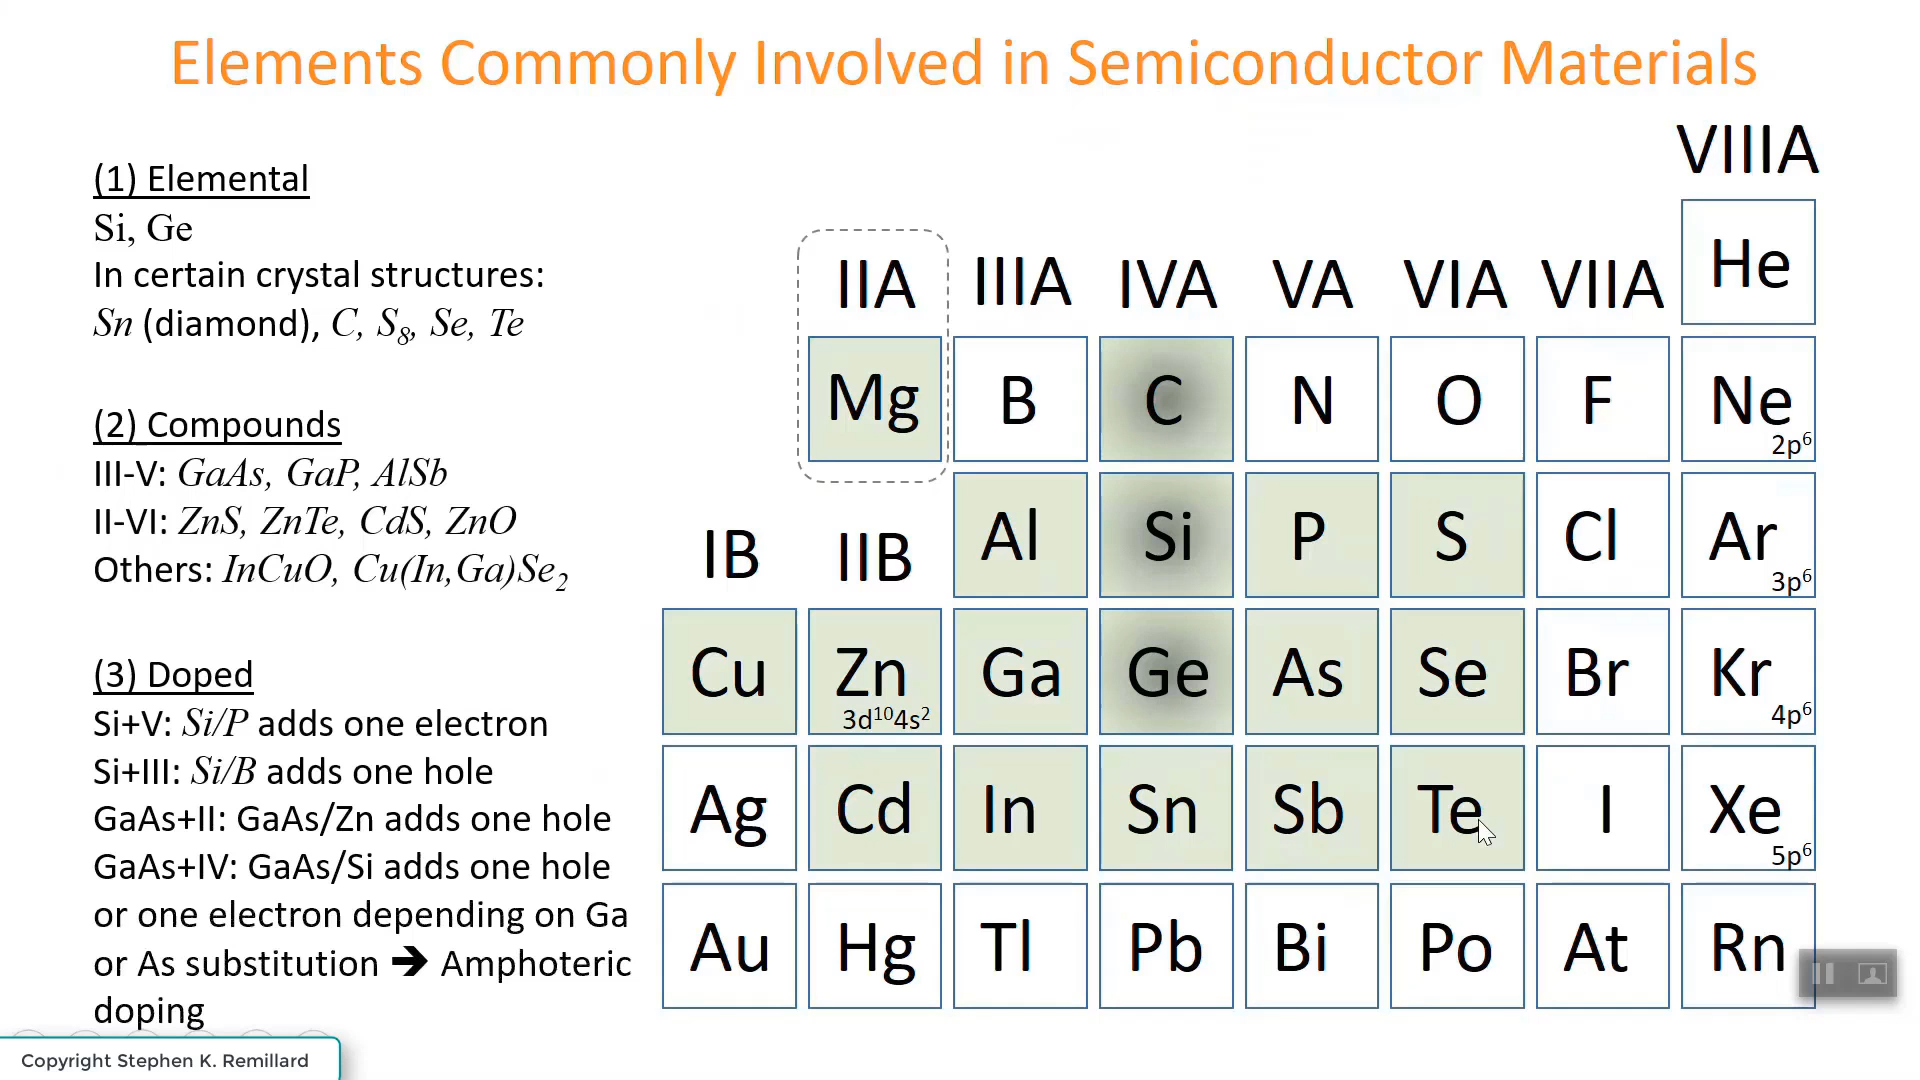 Elements Commonly Involved in Semiconductor Materials
(1) Elemental
Si, Ge
In certain crystal structures:
Sn (diamond), C, S₈, Se, Te
(2) Compounds
III-V: GaAs, GaP, AlSb
II-VI: ZnS, ZnTe, CdS, ZnO
Others: InCuO, Cu(In,Ga)Se₂
(3) Doped
Si+V: Si/P adds one electron
Si+III: Si/B adds one hole
GaAs+II: GaAs/Zn adds one hole
GaAs+IV: GaAs/Si adds one hole
or one electron depending on Ga
or As substitution ➔ Amphoteric
doping
VIIIA
He
IIA IIIA IVA VA VIA VIIA
Mg B C N O F Ne
2p⁶
IB IIB
Al Si P S Cl Ar
3p⁶
Cu Zn Ga Ge As Se Br Kr
3d¹⁰4s² 4p⁶
Ag Cd In Sn Sb Te I Xe
5p⁶
Au Hg Tl Pb Bi Po At Rn
Copyright Stephen K. Remillard